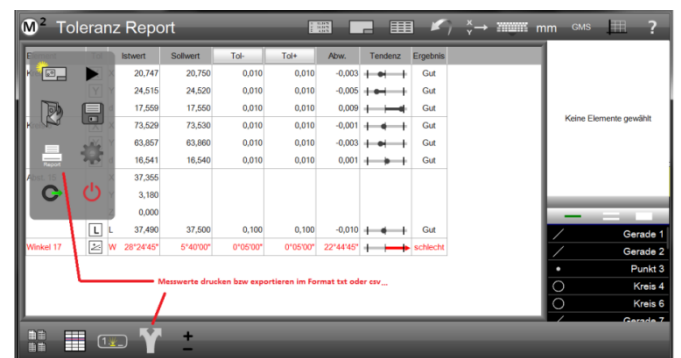 M² Toleranz Report
mm GMS ?
Istwert Sollwert Tol- Tol+ Abw. Tendenz Ergebnis
20,747 20,750 0,010 0,010 -0,003 Gut
24,515 24,520 0,010 0,010 -0,005 Gut
17,559 17,550 0,010 0,010 0,009 Gut
73,529 73,530 0,010 0,010 -0,001 Gut
63,857 63,860 0,010 0,010 -0,003 Gut
16,541 16,540 0,010 0,010 0,001 Gut
37,355
3,180
0,000
L L 37,490 37,500 0,100 0,100 -0,010 Gut
Winkel 17 W 28°24'45" 5°40'00" 0°05'00" 0°05'00" 22°44'45" schlecht
Report
Messwerte drucken bzw exportieren im Format txt oder csv...
Keine Elemente gewählt
Gerade 1
Gerade 2
Punkt 3
Kreis 4
Kreis 6
Gerade 7